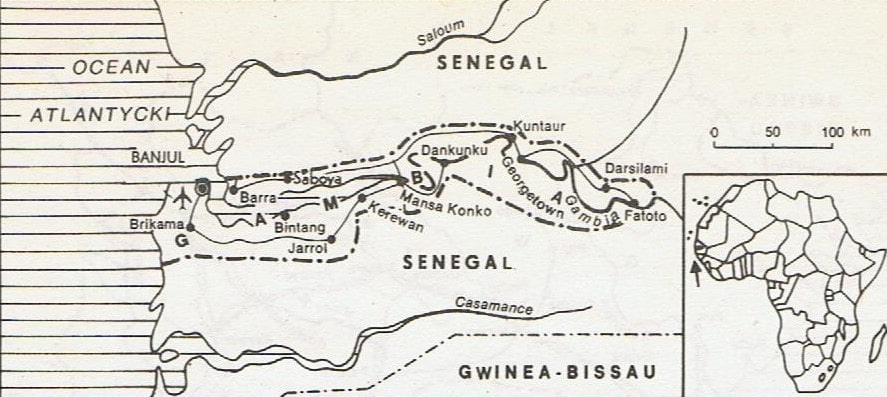 Saloum
SENEGAL
OCEAN
ATLANTYCKI
BANJUL
Kuntaur
Dankunku
Saboya
Barra
Georgetown
Darsilami
0 50 100 km
GAMBIA
Gambia
Fatoto
Mansa Konko
Kerewan
Brikama
Bintang
Jarrol
SENEGAL
Casamance
GWINEA-BISSAU